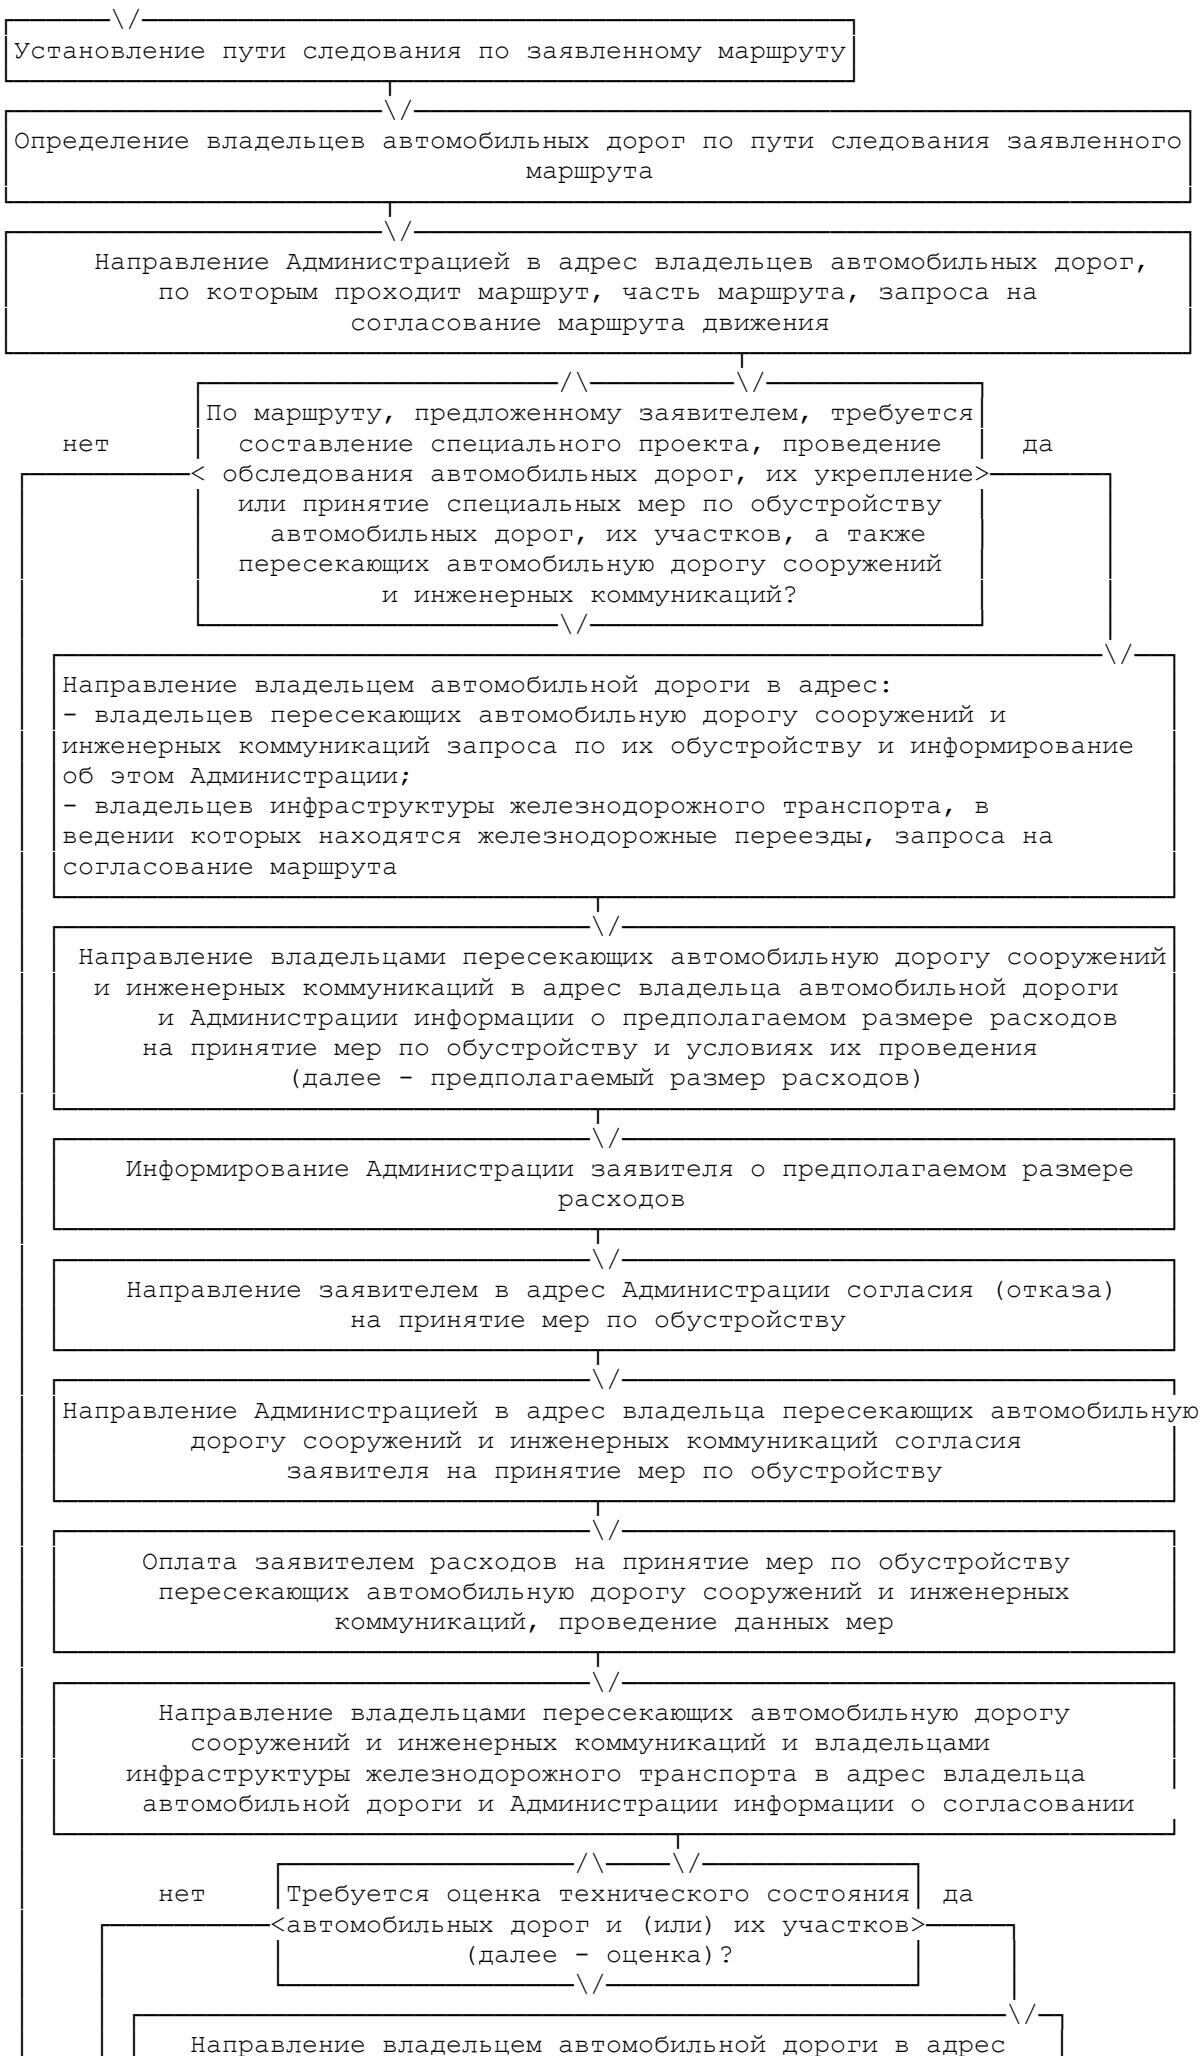 Установление пути следования по заявленному маршруту
Определение владельцев автомобильных дорог по пути следования заявленного
маршрута
Направление Администрацией в адрес владельцев автомобильных дорог,
по которым проходит маршрут, часть маршрута, запроса на
согласование маршрута движения
По маршруту, предложенному заявителем, требуется
нет составление специального проекта, проведение да
обследования автомобильных дорог, их укрепление
или принятие специальных мер по обустройству
автомобильных дорог, их участков, а также
пересекающих автомобильную дорогу сооружений
и инженерных коммуникаций?
Направление владельцем автомобильной дороги в адрес:
- владельцев пересекающих автомобильную дорогу сооружений и
инженерных коммуникаций запроса по их обустройству и информирование
об этом Администрации;
- владельцев инфраструктуры железнодорожного транспорта, в
ведении которых находятся железнодорожные переезды, запроса на
согласование маршрута
Направление владельцами пересекающих автомобильную дорогу сооружений
и инженерных коммуникаций в адрес владельца автомобильной дороги
и Администрации информации о предполагаемом размере расходов
на принятие мер по обустройству и условиях их проведения
(далее - предполагаемый размер расходов)
Информирование Администрации заявителя о предполагаемом размере
расходов
Направление заявителем в адрес Администрации согласия (отказа)
на принятие мер по обустройству
Направление Администрацией в адрес владельца пересекающих автомобильную
дорогу сооружений и инженерных коммуникаций согласия
заявителя на принятие мер по обустройству
Оплата заявителем расходов на принятие мер по обустройству
пересекающих автомобильную дорогу сооружений и инженерных
коммуникаций, проведение данных мер
Направление владельцами пересекающих автомобильную дорогу
сооружений и инженерных коммуникаций и владельцами
инфраструктуры железнодорожного транспорта в адрес владельца
автомобильной дороги и Администрации информации о согласовании
нет Требуется оценка технического состояния да
автомобильных дорог и (или) их участков
(далее - оценка)?
Направление владельцем автомобильной дороги в адрес